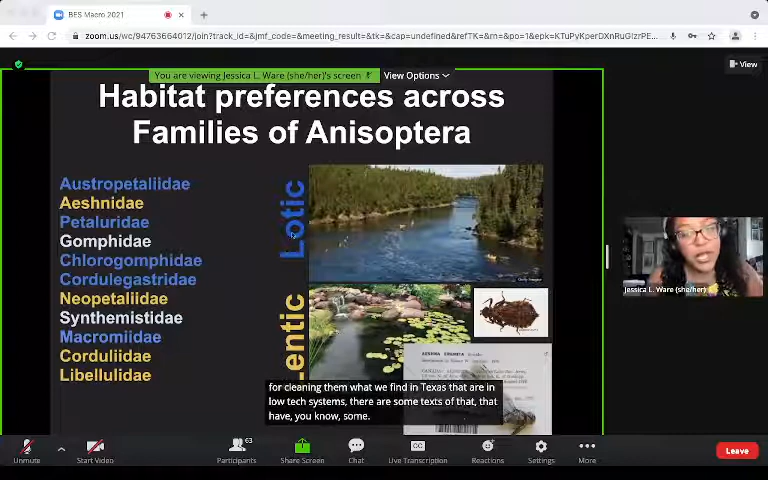 BES Macro 2021
zoom.us/wc/94763664012/join?track_id=&jmf_code=&meeting_result=&tk=&cap=undefined&refTK=&rn=&po=1&epk=KTuPyKperDXnRuGIzrPE...
You are viewing Jessica L. Ware (she/her)'s screen
View Options
View
Habitat preferences across
Families of Anisoptera
Austropetaliidae
Aeshnidae
Petaluridae
Gomphidae
Chlorogomphidae
Cordulegastridae
Neopetaliidae
Synthemistidae
Macromiidae
Corduliidae
Libellulidae
Lotic
Lentic
Jessica L. Ware (she/her)
for cleaning them what we find in Texas that are in
low tech systems, there are some texts of that, that
have, you know, some.
Unmute
Start Video
63
Participants
Share Screen
Chat
CC
Live Transcription
Reactions
Settings
More
Leave